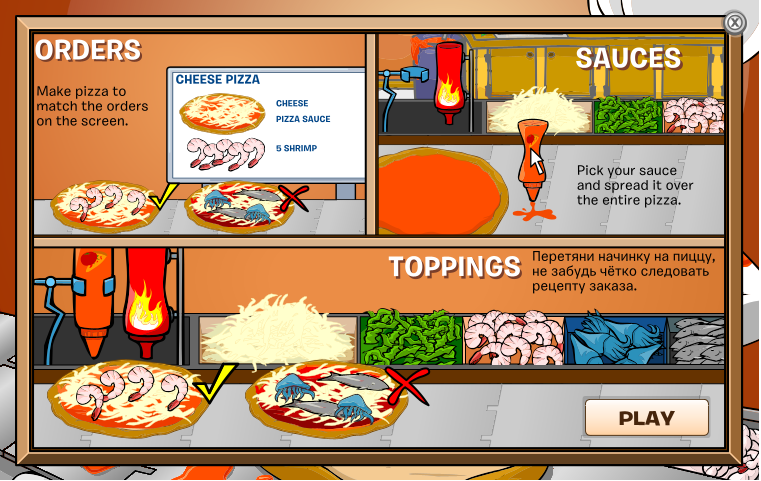 ORDERS
Make pizza to
match the orders
on the screen.
CHEESE PIZZA
CHEESE
PIZZA SAUCE
5 SHRIMP
SAUCES
Pick your sauce
and spread it over
the entire pizza.
TOPPINGS
Перетяни начинку на пиццу,
не забудь чётко следовать
рецепту заказа.
PLAY